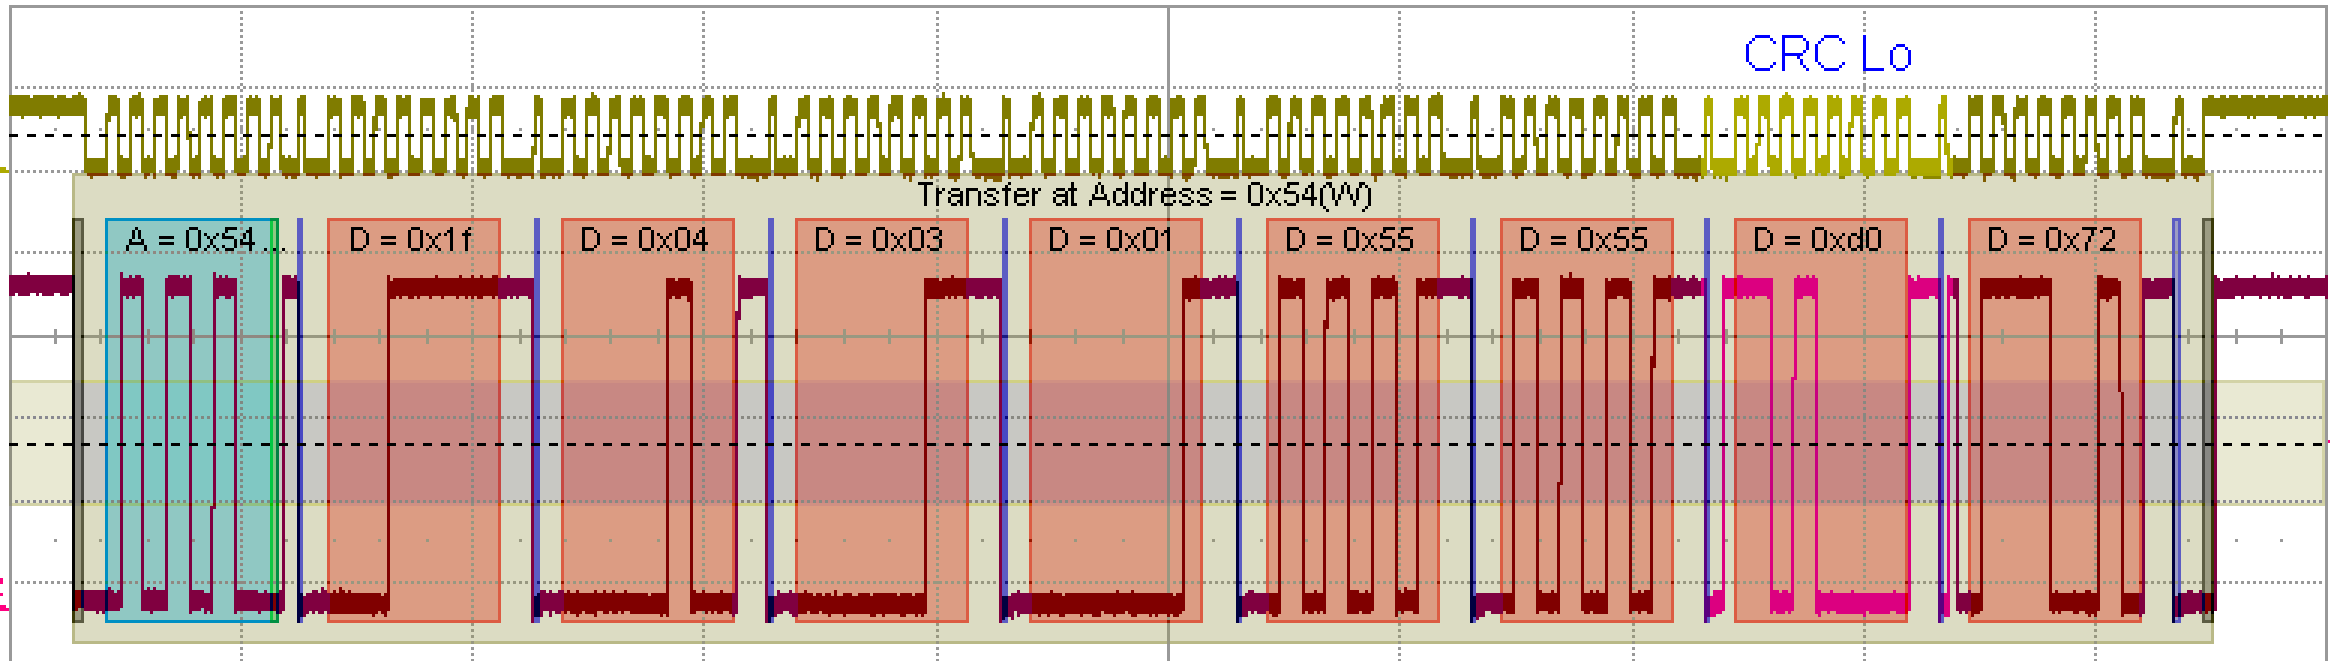 CRC Lo
Transfer at Address = 0x54(W)
A = 0x54 ...
D = 0x1f
D = 0x04
D = 0x03
D = 0x01
D = 0x55
D = 0x55
D = 0xd0
D = 0x72